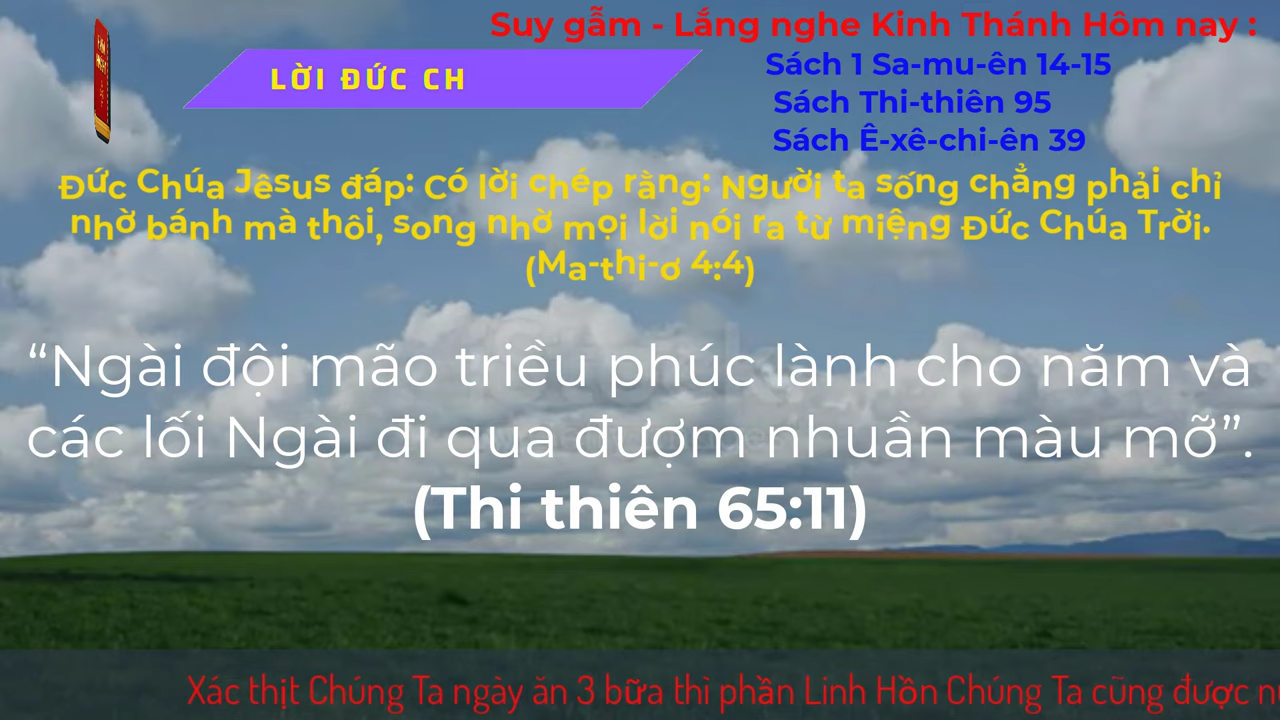 Suy gẫm - Lắng nghe Kinh Thánh Hôm nay :
LỜI ĐỨC CH
Sách 1 Sa-mu-ên 14-15
Sách Thi-thiên 95
Sách Ê-xê-chi-ên 39
Đức Chúa Jêsus đáp: Có lời chép rằng: Người ta sống chẳng phải chỉ
nhờ bánh mà thôi, song nhờ mọi lời nói ra từ miệng Đức Chúa Trời.
(Ma-thi-ơ 4:4)
“Ngài đội mão triều phúc lành cho năm và
các lối Ngài đi qua đượm nhuần màu mỡ”.
(Thi thiên 65:11)
Xác thịt Chúng Ta ngày ăn 3 bữa thì phần Linh Hồn Chúng Ta cũng được